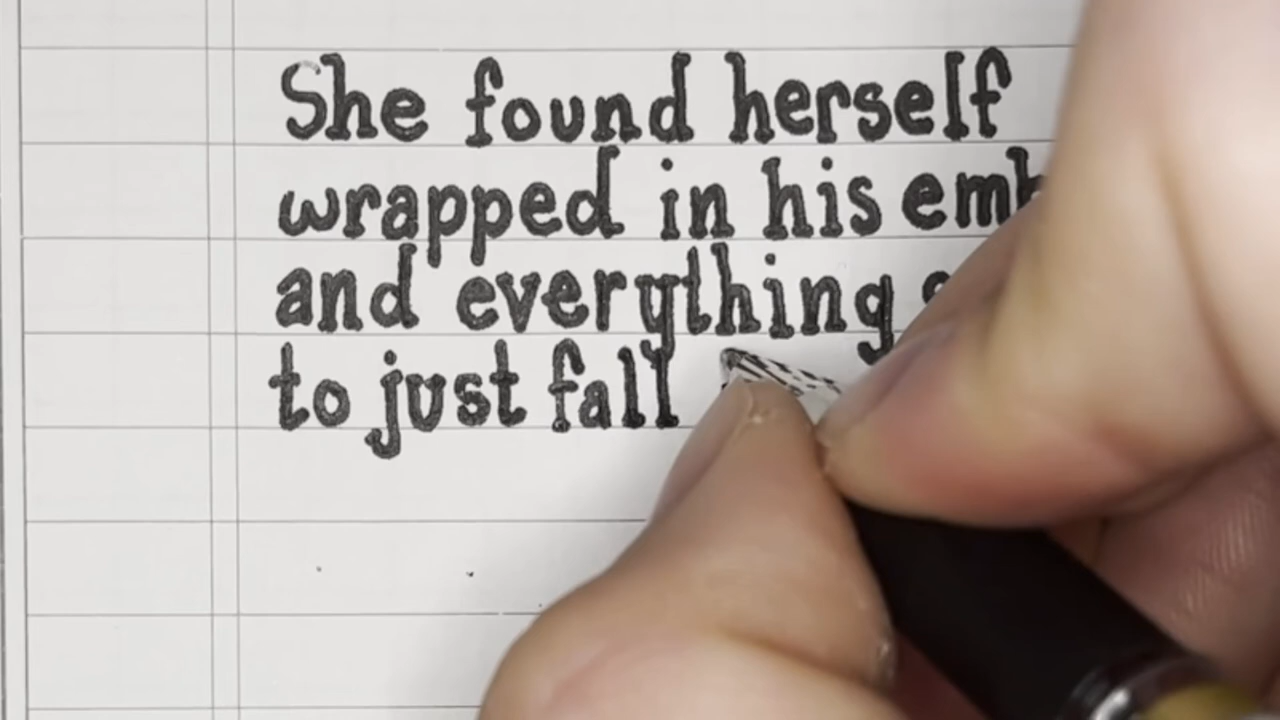 She found herself
wrapped in his
and everything
to just fall